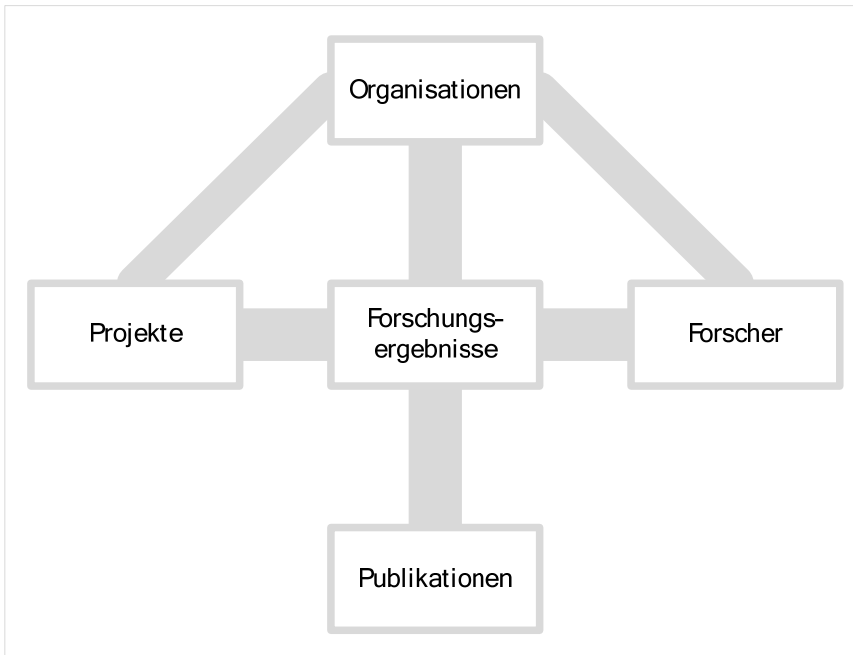 Organisationen
Projekte
Forschungs-
ergebnisse
Forscher
Publikationen